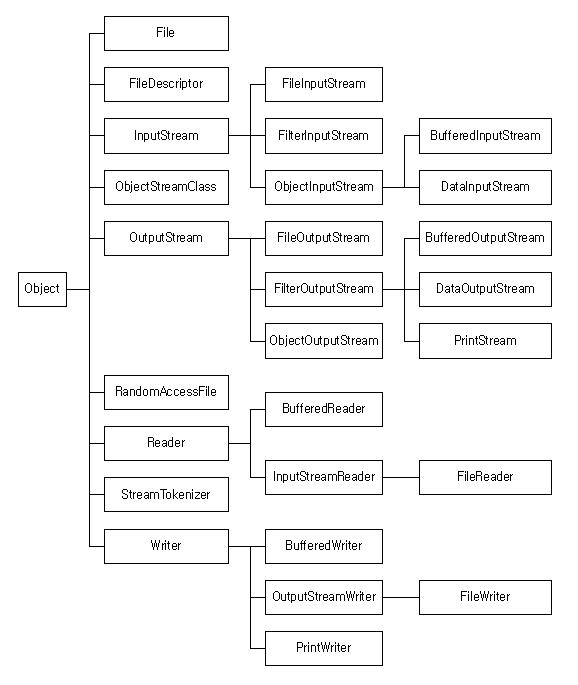 File
FileDescriptor
FileInputStream
InputStream
FilterInputStream
BufferedInputStream
ObjectStreamClass
ObjectInputStream
DataInputStream
OutputStream
FileOutputStream
BufferedOutputStream
Object
FilterOutputStream
DataOutputStream
ObjectOutputStream
PrintStream
RandomAccessFile
BufferedReader
Reader
InputStreamReader
FileReader
StreamTokenizer
Writer
BufferedWriter
OutputStreamWriter
FileWriter
PrintWriter